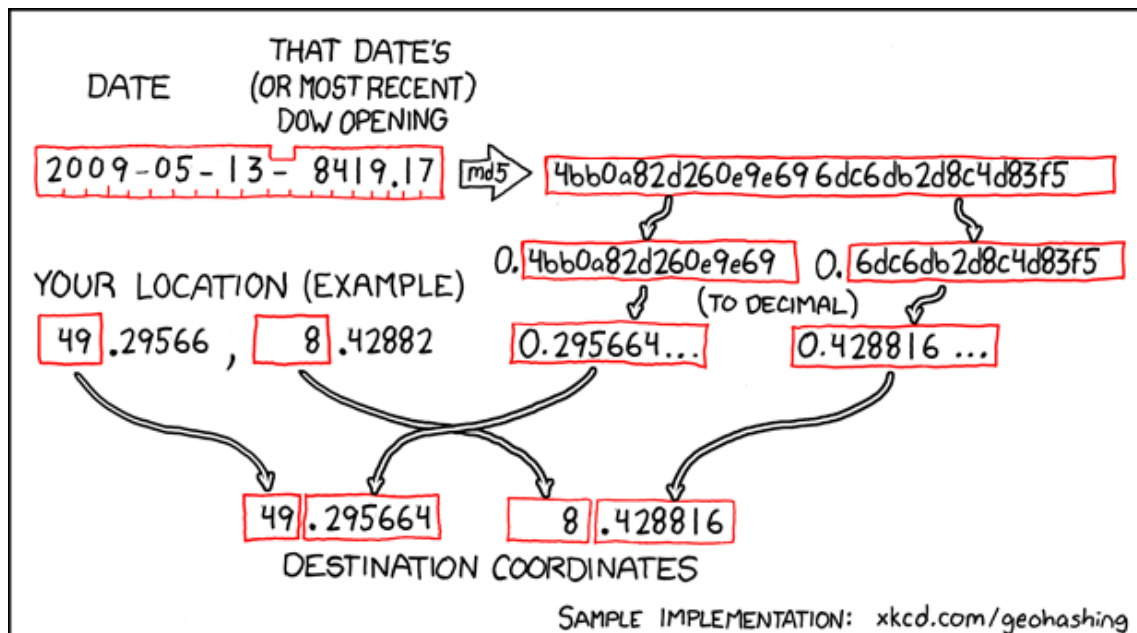 DATE
THAT DATE'S
(OR MOST RECENT)
DOW OPENING
2009-05-13-8419.17
md5
4bb0a82d260e9e696dc6db2d8c4d83f5
0.4bb0a82d260e9e69
0.6dc6db2d8c4d83f5
YOUR LOCATION (EXAMPLE)
(TO DECIMAL)
49.29566, 8.42882
0.295664...
0.428816...
49.295664
8.428816
DESTINATION COORDINATES
SAMPLE IMPLEMENTATION: xkcd.com/geohashing